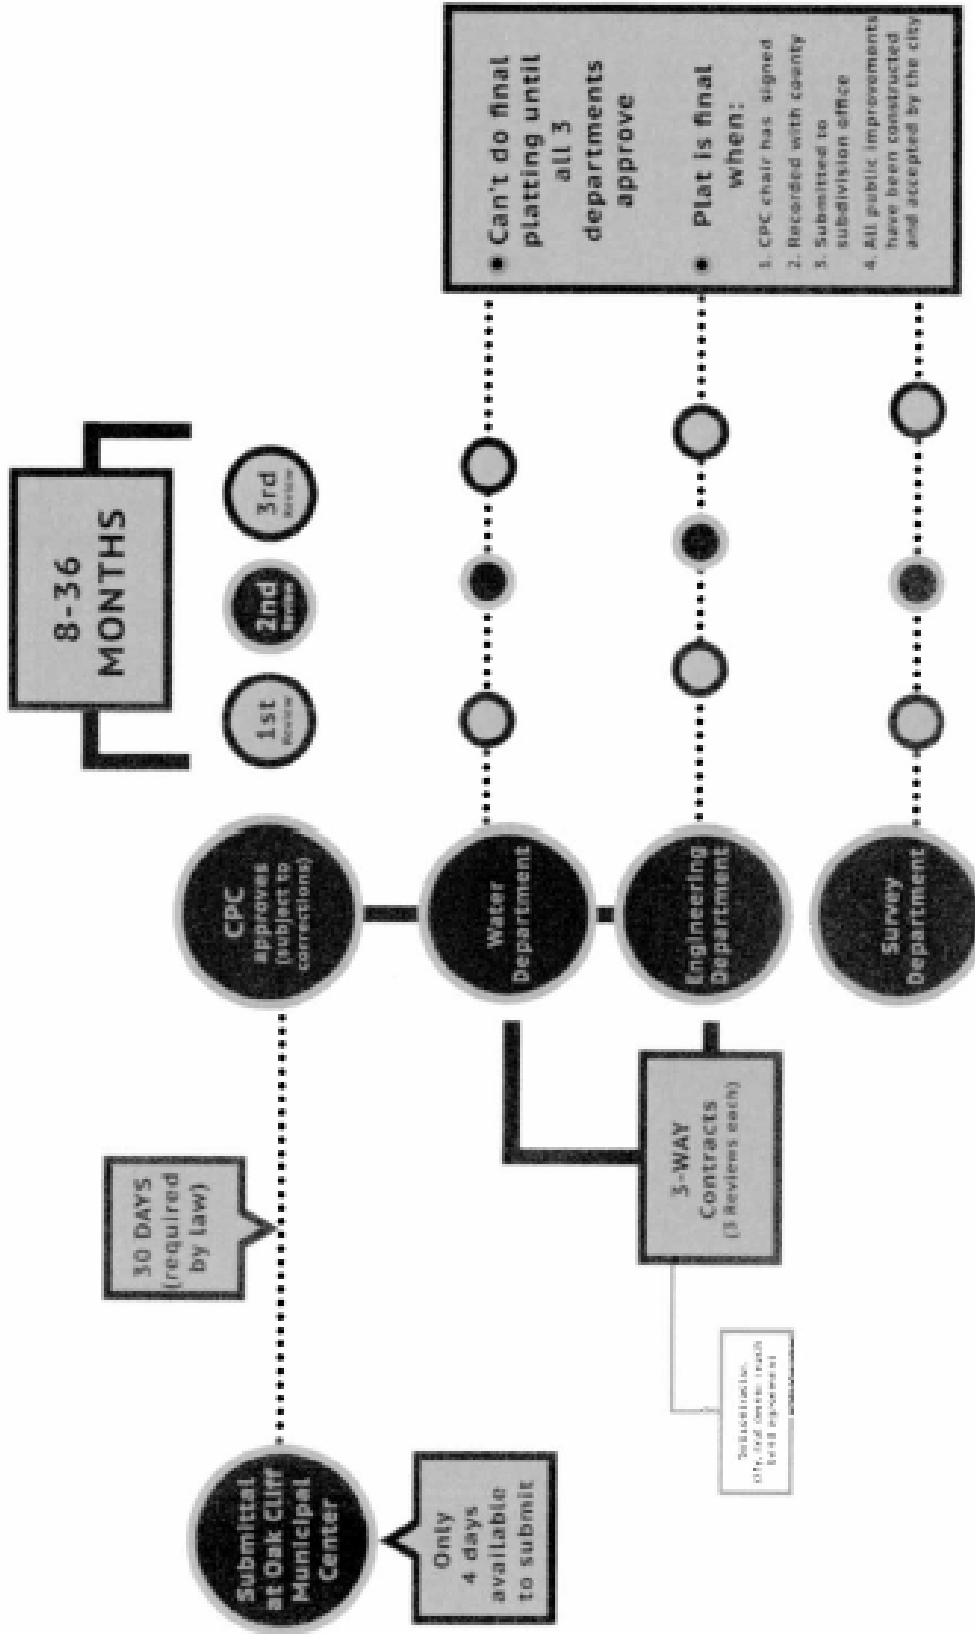 Submittal
at Oak Cliff
Municipal
Center
Only
4 days
available
to submit
30 DAYS
(required
by law)
CPC
approves
(subject to
corrections)
8-36
MONTHS
1st
Review
2nd
Review
3rd
Review
Water
Department
Engineering
Department
Survey
Department
3-WAY
Contracts
(3 Reviews each)
• Can't do final
platting until
all 3
departments
approve
• Plat is final
when:
1. CPC chair has signed
2. Recorded with county
3. Submitted to
subdivision office
4. All public improvements
have been constructed
and accepted by the city